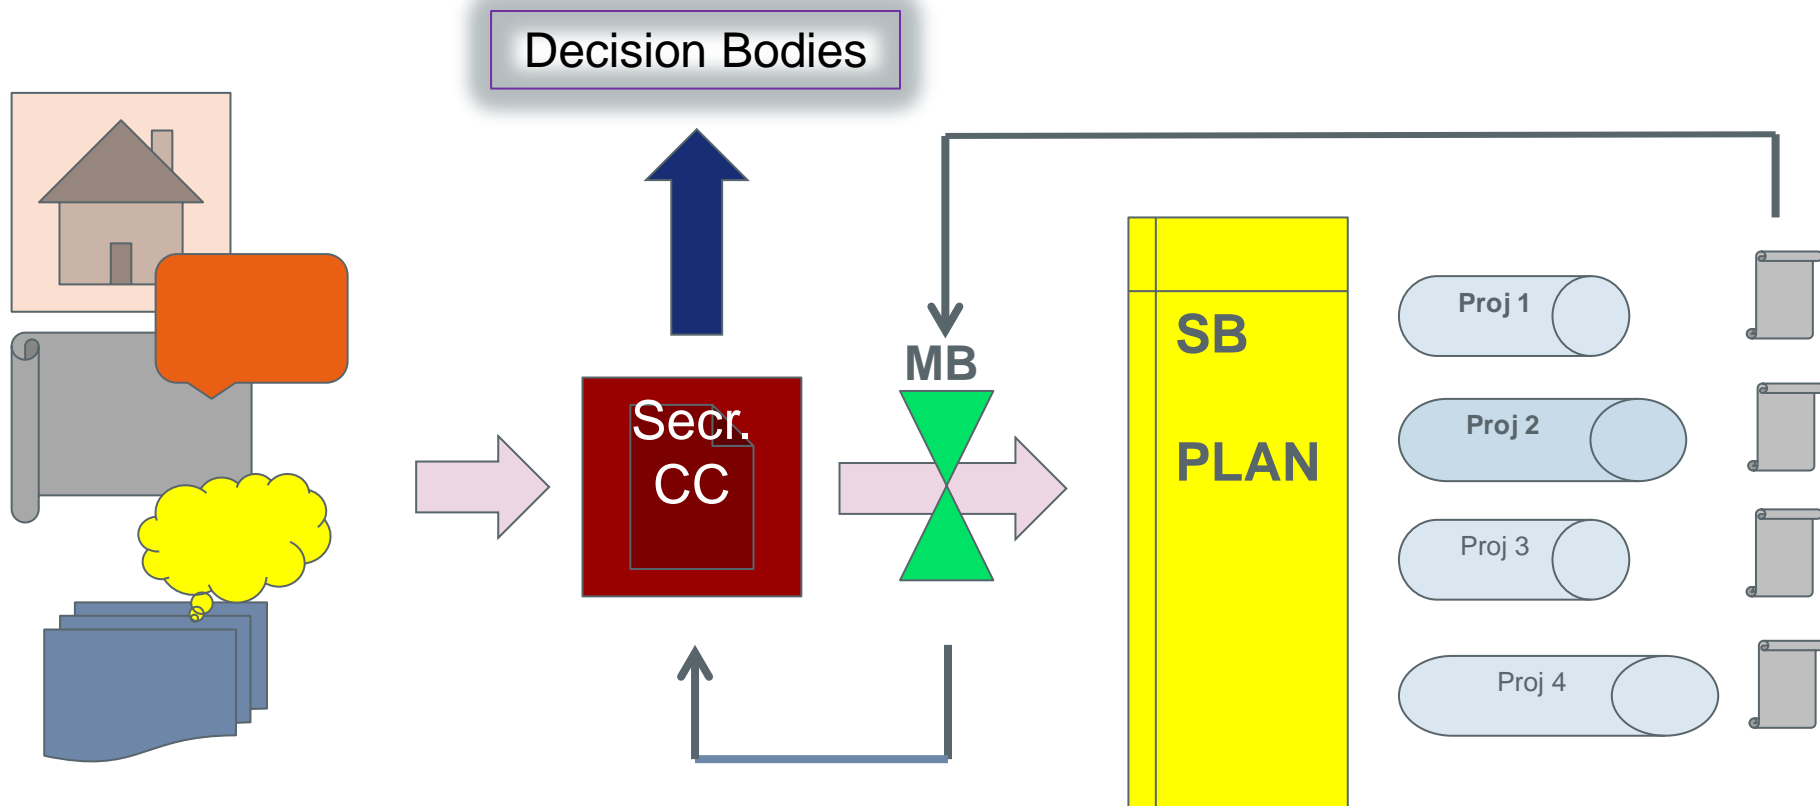 Decision Bodies
MB
Secr.
CC
SB
PLAN
Proj 1
Proj 2
Proj 3
Proj 4